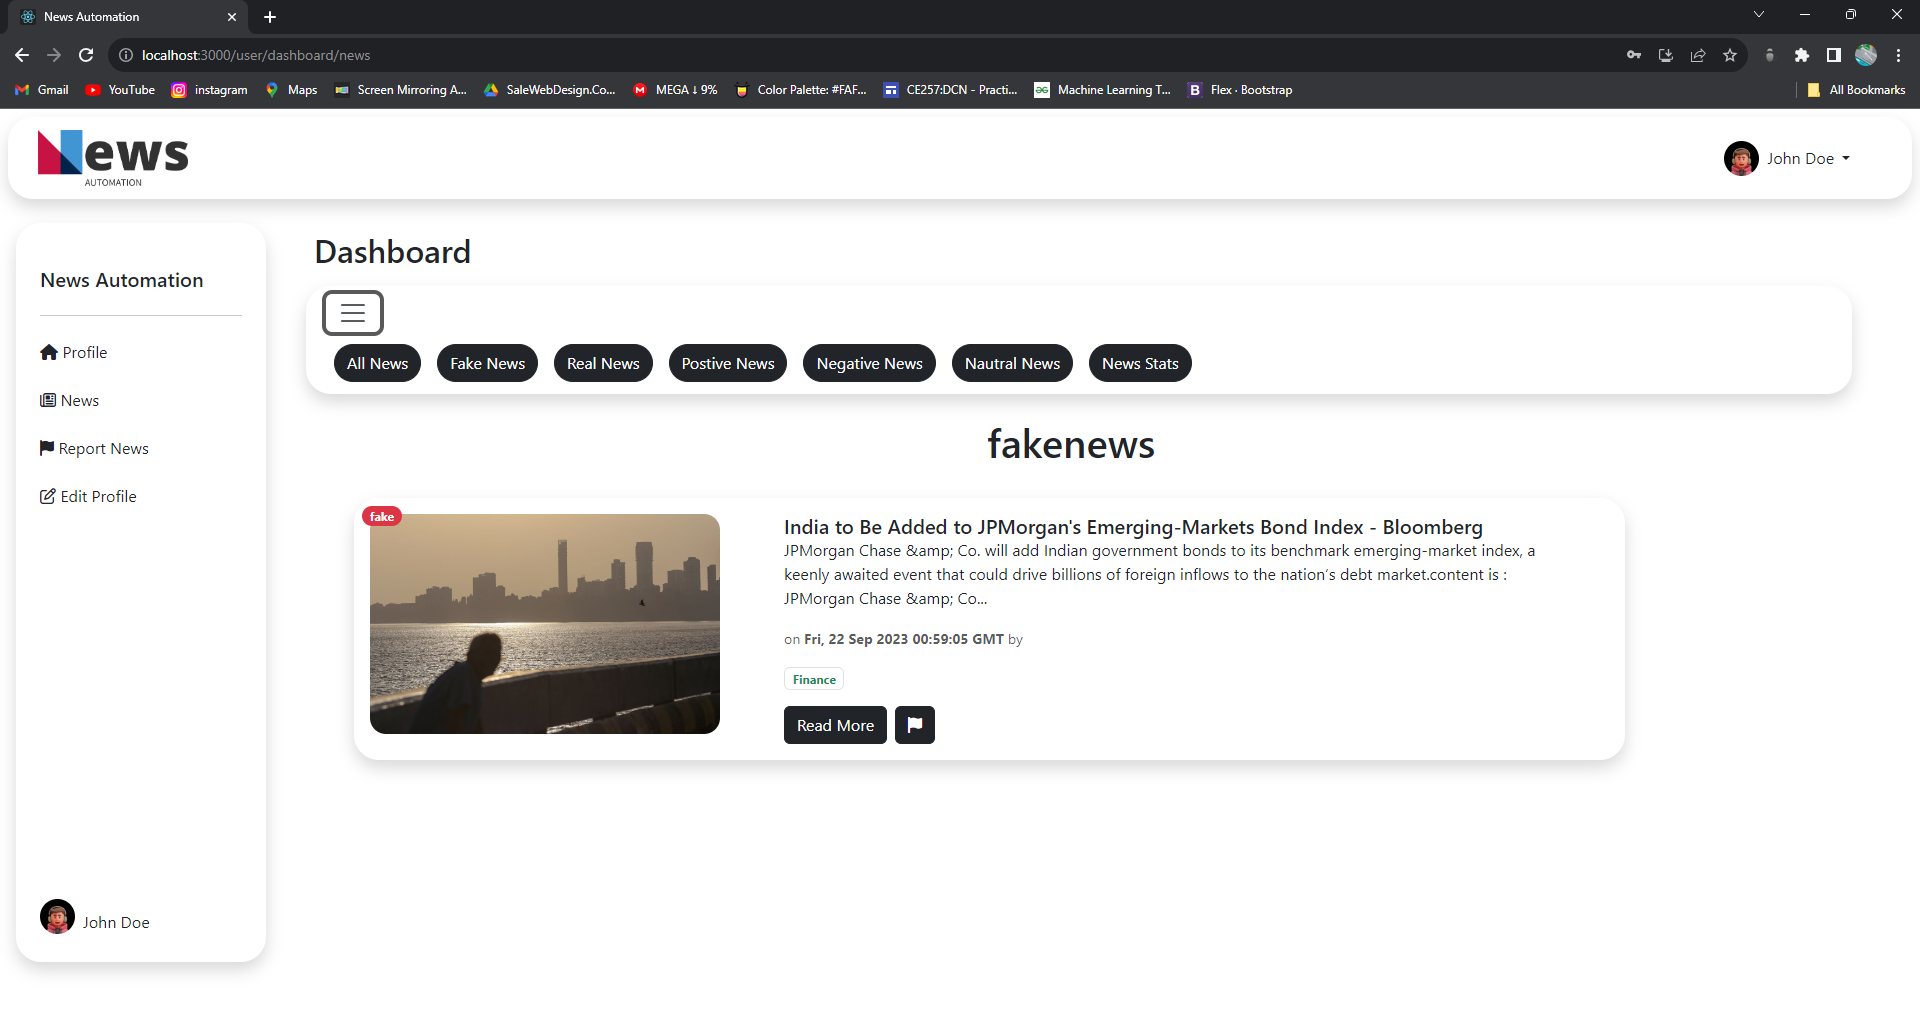 News Automation
localhost:3000/user/dashboard/news
Gmail YouTube instagram Maps Screen Mirroring A... SaleWebDesign.Co... MEGA ↓ 9% Color Palette: #FAF... CE257:DCN - Practi... Machine Learning T... Flex · Bootstrap All Bookmarks
News
AUTOMATION
John Doe
News Automation
Profile
News
Report News
Edit Profile
John Doe
Dashboard
All News Fake News Real News Postive News Negative News Nautral News News Stats
fakenews
fake
India to Be Added to JPMorgan's Emerging-Markets Bond Index - Bloomberg
JPMorgan Chase &amp; Co. will add Indian government bonds to its benchmark emerging-market index, a
keenly awaited event that could drive billions of foreign inflows to the nation’s debt market.content is :
JPMorgan Chase &amp; Co...
on Fri, 22 Sep 2023 00:59:05 GMT by
Finance
Read More